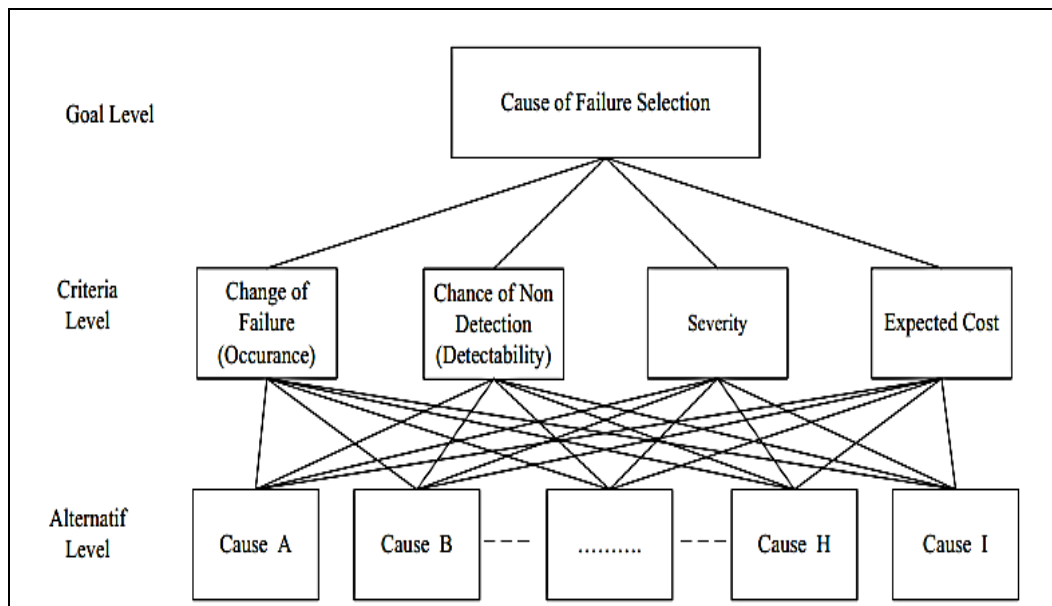 Cause of Failure Selection
Goal Level
Criteria
Level
Change of
Failure
(Occurance)
Chance of Non
Detection
(Detectability)
Severity
Expected Cost
Alternatif
Level
Cause A
Cause B
..........
Cause H
Cause I